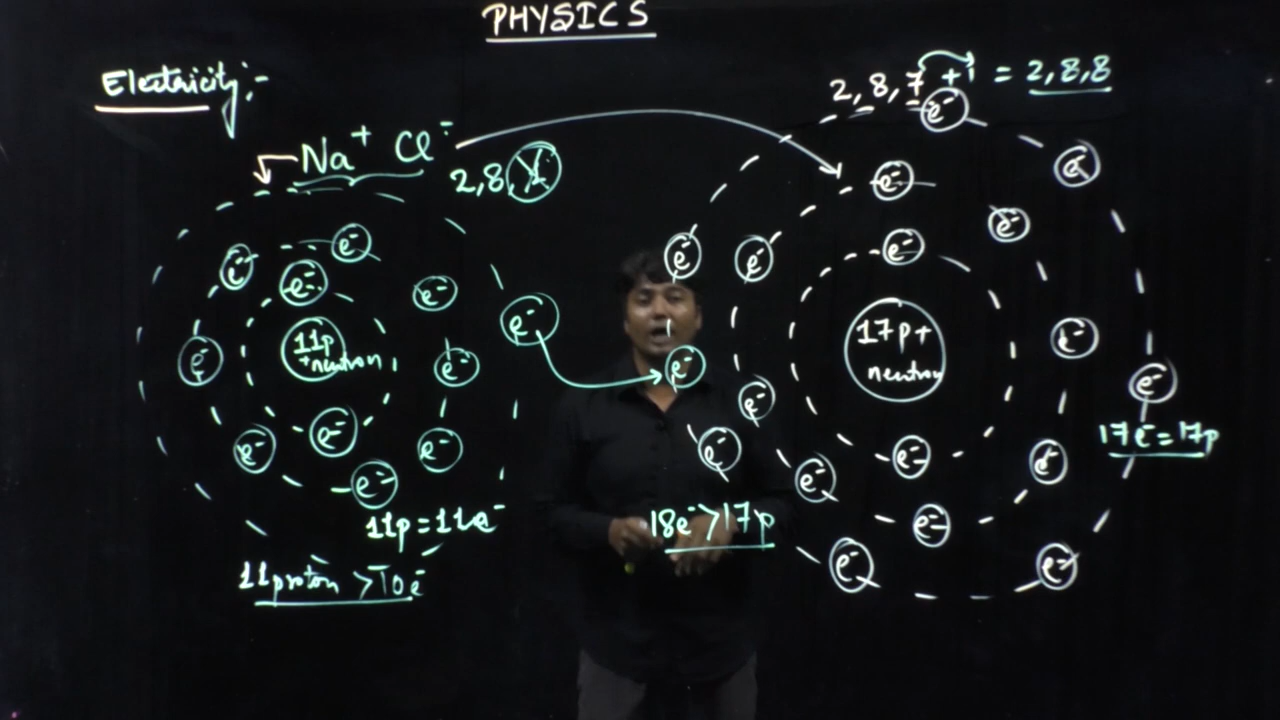 PHYSICS
Electricity:-
2,8,7 +1 = 2,8,8
Na⁺ Cl⁻
2,8,1
e⁻
e⁻
e⁻
e⁻
e⁻
e⁻
e⁻
e⁻
e⁻
e⁻
e⁻
e⁻
e⁻
11p
+neutron
17p+
neutron
e⁻
e⁻
e⁻
e⁻
e⁻
e⁻
e⁻
e⁻
17e⁻=17p
e⁻
e⁻
e⁻
e⁻
e⁻
e⁻
e⁻
11p=11e⁻
18e⁻>17p
e⁻
e⁻
11proton >10e⁻